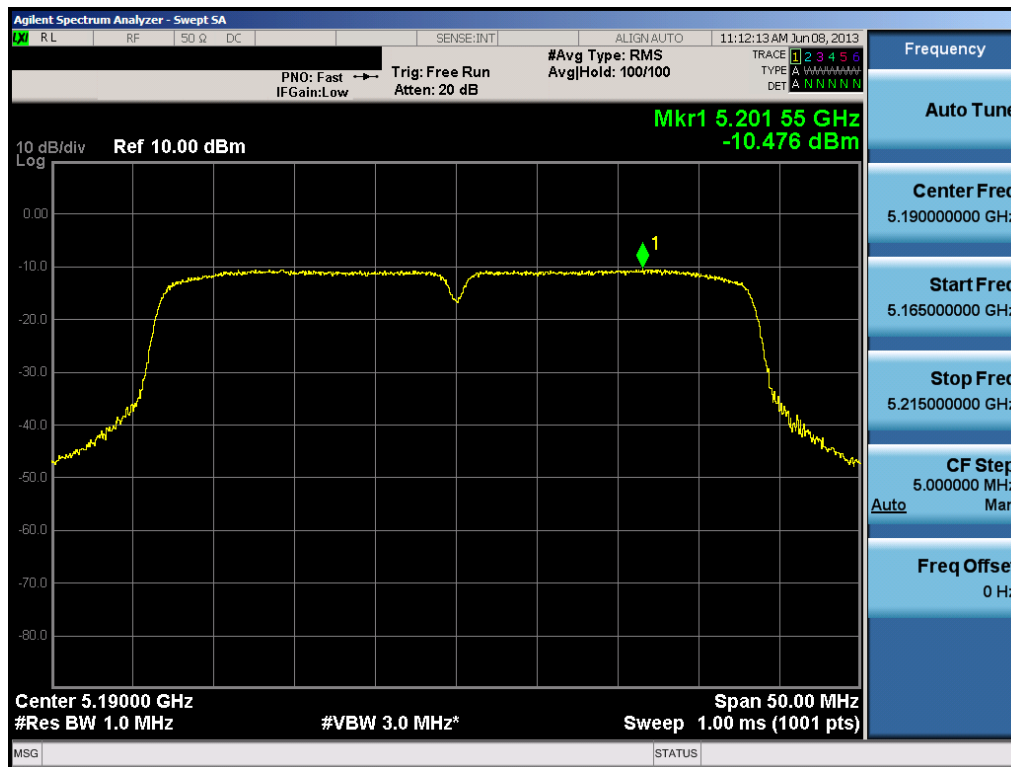 Agilent Spectrum Analyzer - Swept SA
LXI RL RF 50 Ω DC SENSE:INT ALIGNAUTO 11:12:13 AM Jun 08, 2013
PNO: Fast
IFGain:Low
Trig: Free Run
Atten: 20 dB
#Avg Type: RMS
Avg|Hold: 100/100
TRACE 1 2 3 4 5 6
TYPE A WWWWWW
DET A N N N N N
Mkr1 5.201 55 GHz
-10.476 dBm
10 dB/div Ref 10.00 dBm
Log
0.00
-10.0
-20.0
-30.0
-40.0
-50.0
-60.0
-70.0
-80.0
1
Center 5.19000 GHz Span 50.00 MHz
#Res BW 1.0 MHz #VBW 3.0 MHz* Sweep 1.00 ms (1001 pts)
MSG STATUS
Frequency
Auto Tune
Center Freq
5.190000000 GHz
Start Freq
5.165000000 GHz
Stop Freq
5.215000000 GHz
CF Step
5.000000 MHz
Auto Man
Freq Offset
0 Hz